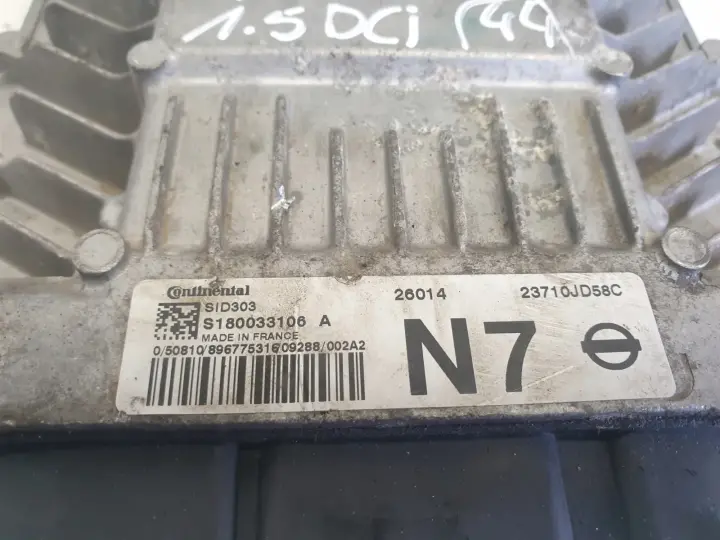 1.5 DCi
Continental
SID303
S180033106 A
MADE IN FRANCE
0/50810/896775316/09288/002A2
26014
23710JD58C
N7